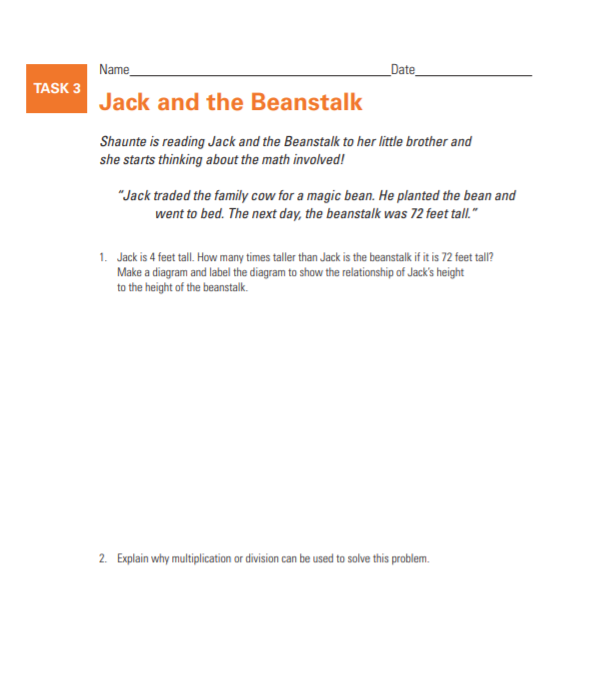 Name Date
TASK 3
Jack and the Beanstalk
Shaunte is reading Jack and the Beanstalk to her little brother and
she starts thinking about the math involved!
“Jack traded the family cow for a magic bean. He planted the bean and
went to bed. The next day, the beanstalk was 72 feet tall.”
1. Jack is 4 feet tall. How many times taller than Jack is the beanstalk if it is 72 feet tall?
Make a diagram and label the diagram to show the relationship of Jack’s height
to the height of the beanstalk.
2. Explain why multiplication or division can be used to solve this problem.